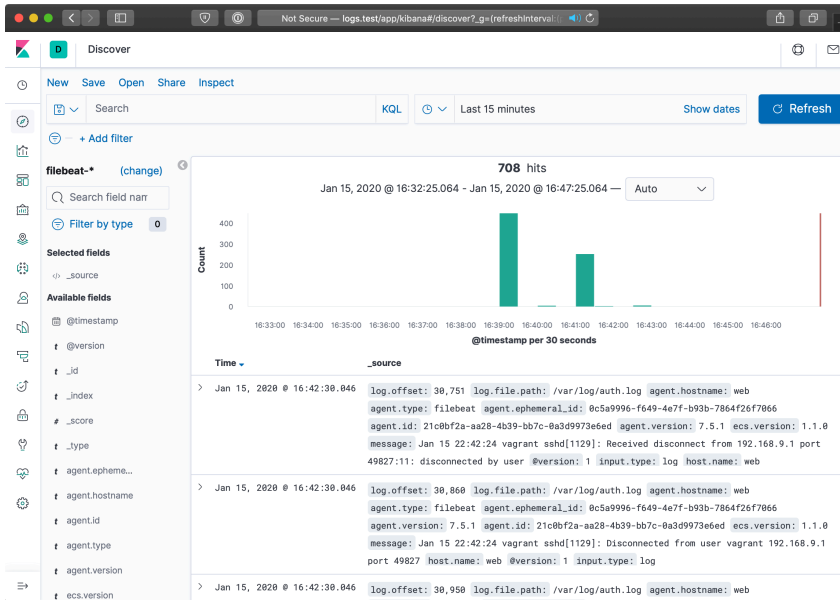 Not Secure — logs.test/app/kibana#/discover?_g=(refreshInterval:(
D Discover
New Save Open Share Inspect
Search KQL Last 15 minutes Show dates Refresh
+ Add filter
filebeat-* (change)
Search field nam
Filter by type 0
Selected fields
</> _source
Available fields
@timestamp
t @version
t _id
t _index
# _score
t _type
t agent.epheme...
t agent.hostname
t agent.id
t agent.type
t agent.version
t ecs.version
708 hits
Jan 15, 2020 @ 16:32:25.064 - Jan 15, 2020 @ 16:47:25.064 — Auto
Count
400
300
200
100
0
16:33:00 16:34:00 16:35:00 16:36:00 16:37:00 16:38:00 16:39:00 16:40:00 16:41:00 16:42:00 16:43:00 16:44:00 16:45:00 16:46:00
@timestamp per 30 seconds
Time _source
Jan 15, 2020 @ 16:42:30.046 log.offset: 30,751 log.file.path: /var/log/auth.log agent.hostname: web
agent.type: filebeat agent.ephemeral_id: 0c5a9996-f649-4e7f-b93b-7864f26f7066
agent.id: 21c0bf2a-aa28-4b39-bb7c-0a3d9973e6ed agent.version: 7.5.1 ecs.version: 1.1.0
message: Jan 15 22:42:24 vagrant sshd[1129]: Received disconnect from 192.168.9.1 port
49827:11: disconnected by user @version: 1 input.type: log host.name: web
Jan 15, 2020 @ 16:42:30.046 log.offset: 30,860 log.file.path: /var/log/auth.log agent.hostname: web
agent.type: filebeat agent.ephemeral_id: 0c5a9996-f649-4e7f-b93b-7864f26f7066
agent.version: 7.5.1 agent.id: 21c0bf2a-aa28-4b39-bb7c-0a3d9973e6ed ecs.version: 1.1.0
message: Jan 15 22:42:24 vagrant sshd[1129]: Disconnected from user vagrant 192.168.9.1
port 49827 host.name: web @version: 1 input.type: log
Jan 15, 2020 @ 16:42:30.046 log.offset: 30,950 log.file.path: /var/log/auth.log agent.hostname: web